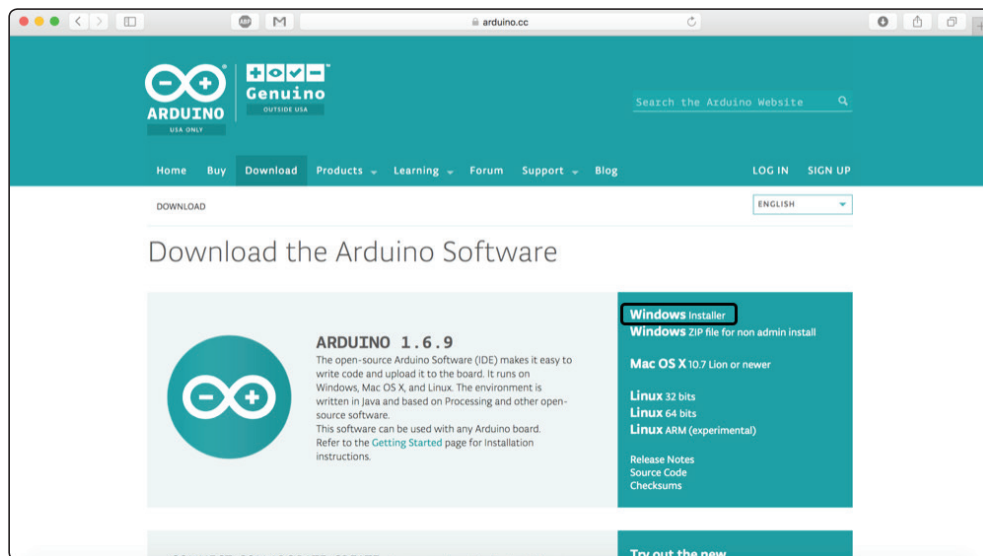 arduino.cc
ABP
ARDUINO
USA ONLY
Genuino
OUTSIDE USA
Search the Arduino Website
Home Buy Download Products Learning Forum Support Blog LOG IN SIGN UP
DOWNLOAD
ENGLISH
Download the Arduino Software
ARDUINO 1.6.9
The open-source Arduino Software (IDE) makes it easy to
write code and upload it to the board. It runs on
Windows, Mac OS X, and Linux. The environment is
written in Java and based on Processing and other open-
source software.
This software can be used with any Arduino board.
Refer to the Getting Started page for Installation
instructions.
Windows Installer
Windows ZIP file for non admin install
Mac OS X 10.7 Lion or newer
Linux 32 bits
Linux 64 bits
Linux ARM (experimental)
Release Notes
Source Code
Checksums
Try out the new